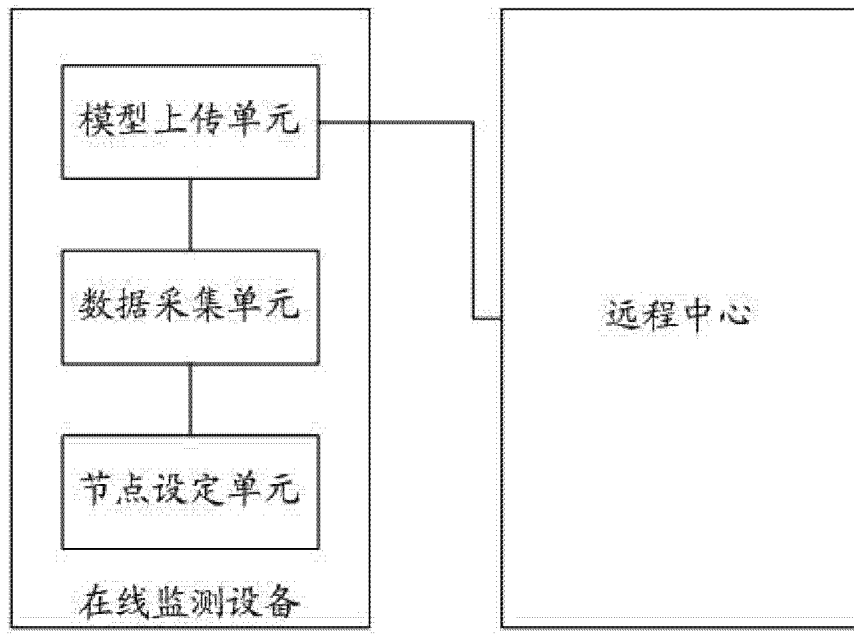 模型上传单元
数据采集单元
远程中心
节点设定单元
在线监测设备